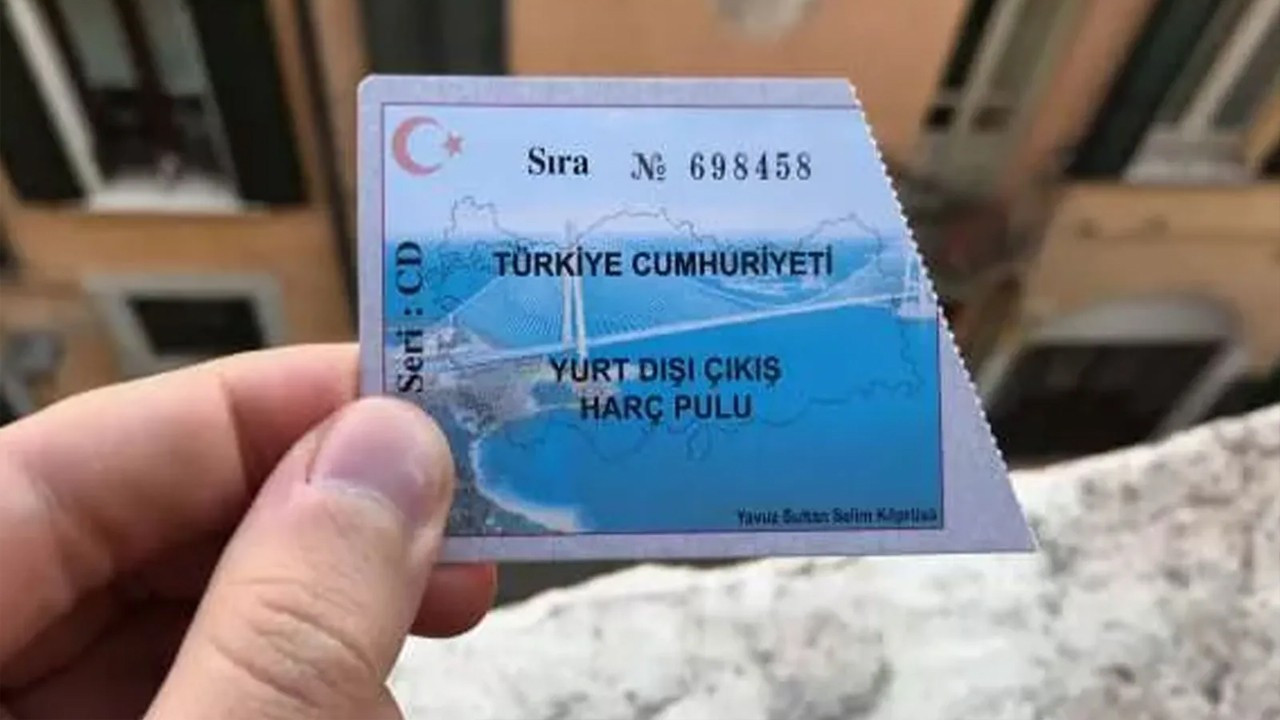 Sıra № 698458
Seri : CD
TÜRKİYE CUMHURİYETİ
YURT DIŞI ÇIKIŞ
HARÇ PULU
Yavuz Sultan Selim Köprüsü